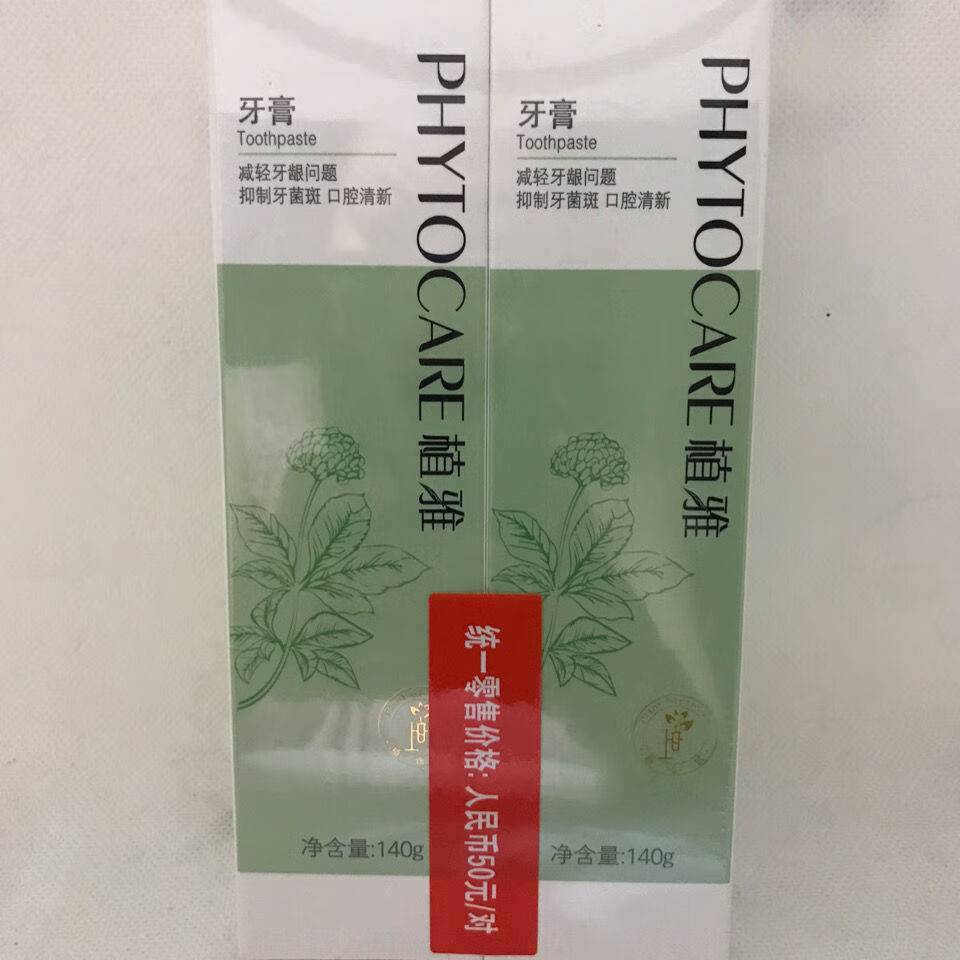 牙膏
Toothpaste
减轻牙龈问题
抑制牙菌斑 口腔清新
PHYTOCARE 植雅
净含量:140g
牙膏
Toothpaste
减轻牙龈问题
抑制牙菌斑 口腔清新
PHYTOCARE 植雅
净含量:140g
统一零售价格: 人民币50元/对